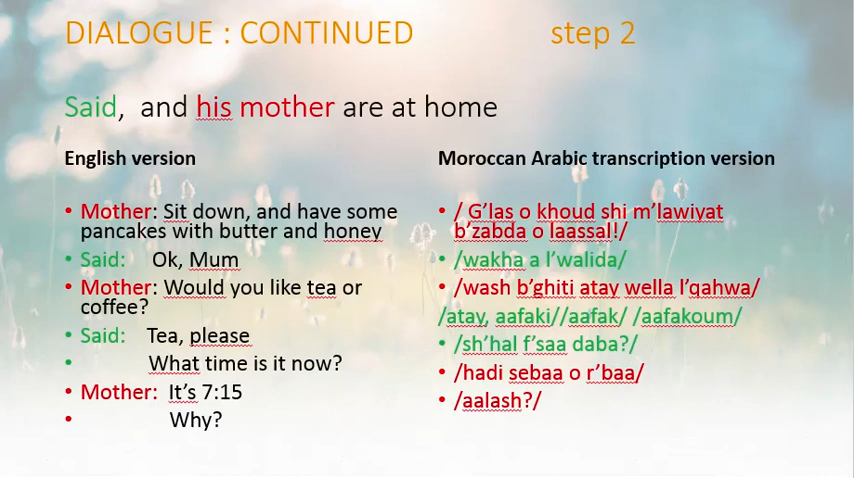 DIALOGUE : CONTINUED step 2
Said, and his mother are at home
English version
• Mother: Sit down, and have some
pancakes with butter and honey
• Said: Ok, Mum
• Mother: Would you like tea or
coffee?
• Said: Tea, please
• What time is it now?
• Mother: It's 7:15
• Why?
Moroccan Arabic transcription version
• / G'las o khoud shi m'lawiyat
b'zabda o laassal!/
• /wakha a l'walida/
• /wash b'ghiti atay wella l'qahwa/
/atay, aafaki//aafak/ /aafakoum/
• /sh'hal f'saa daba?/
• /hadi sebaa o r'baa/
• /aalash?/